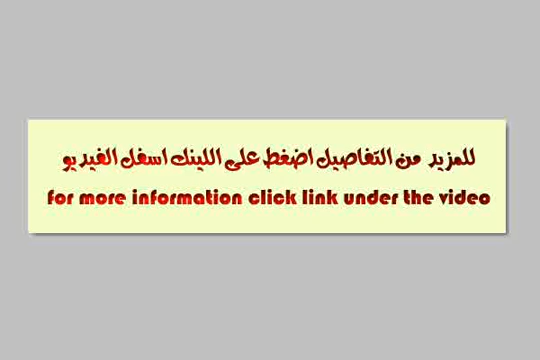 للمزيد من التفاصيل اضغط على اللينك اسفل الفيديو
for more information click link under the video